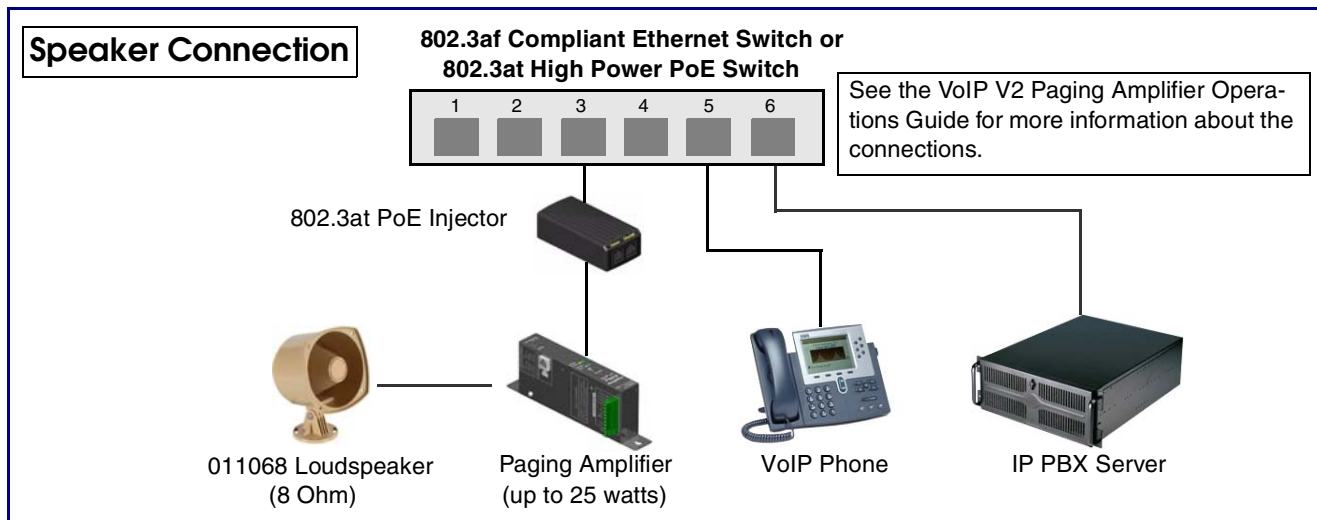 Speaker Connection
802.3af Compliant Ethernet Switch or
802.3at High Power PoE Switch
1 2 3 4 5 6
See the VoIP V2 Paging Amplifier Opera-
tions Guide for more information about the
connections.
802.3at PoE Injector
011068 Loudspeaker
(8 Ohm)
Paging Amplifier
(up to 25 watts)
VoIP Phone
IP PBX Server